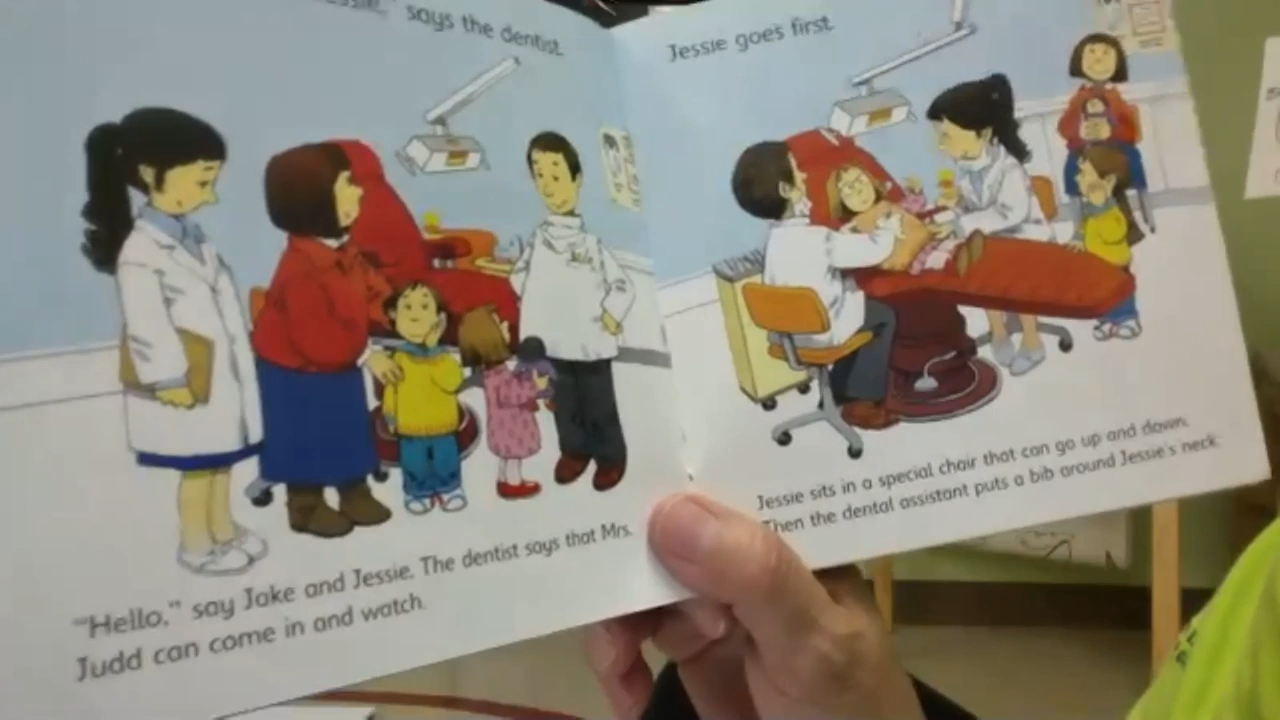 says the dentist.
"Hello," say Jake and Jessie. The dentist says that Mrs.
Judd can come in and watch.
Jessie goes first.
Jessie sits in a special chair that can go up and down.
Then the dental assistant puts a bib around Jessie's neck.